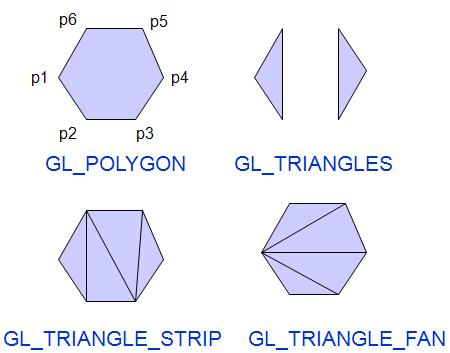 p6 p5
p1 p4
p2 p3
GL_POLYGON GL_TRIANGLES
GL_TRIANGLE_STRIP GL_TRIANGLE_FAN